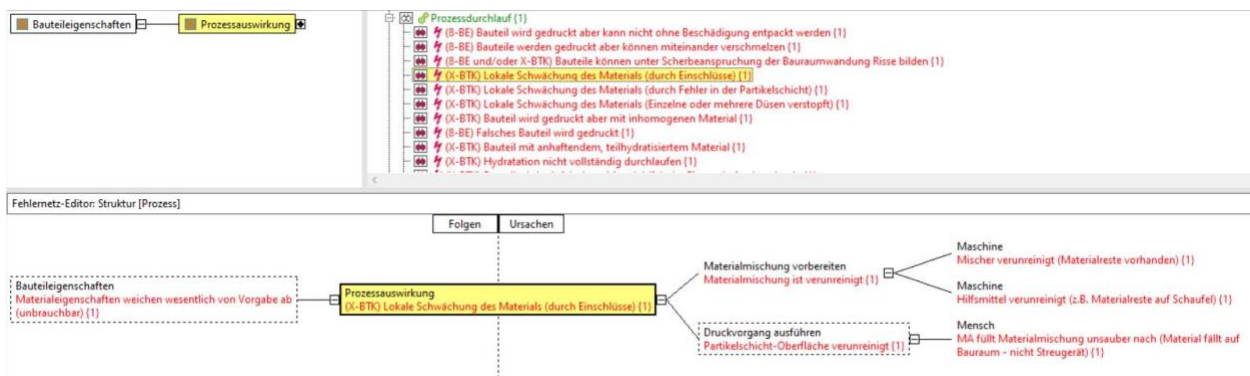 Bauteileigenschaften
Prozessauswirkung
Prozessdurchlauf {1}
(8-BE) Bauteil wird gedruckt aber kann nicht ohne Beschädigung entpackt werden {1}
(8-BE) Bauteile werden gedruckt aber können miteinander verschmelzen {1}
(8-BE und/oder X-BTK) Bauteile können unter Scherbeanspruchung der Bauraumwandung Risse bilden {1}
(X-BTK) Lokale Schwächung des Materials (durch Einschlüsse) {1}
(X-BTK) Lokale Schwächung des Materials (durch Fehler in der Partikelschicht) {1}
(X-BTK) Lokale Schwächung des Materials (Einzelne oder mehrere Düsen verstopft) {1}
(X-BTK) Bauteil wird gedruckt aber mit inhomogenen Material {1}
(8-BE) Falsches Bauteil wird gedruckt {1}
(X-BTK) Bauteil mit anhaftendem, teilhydratisiertem Material {1}
(X-BTK) Hydratation nicht vollständig durchlaufen {1}
Fehlernetz-Editor: Struktur [Prozess]
Folgen
Ursachen
Bauteileigenschaften
Materialeigenschaften weichen wesentlich von Vorgabe ab
(unbrauchbar) {1}
Prozessauswirkung
(X-BTK) Lokale Schwächung des Materials (durch Einschlüsse) {1}
Materialmischung vorbereiten
Materialmischung ist verunreinigt {1}
Maschine
Mischer verunreinigt (Materialreste vorhanden) {1}
Maschine
Hilfsmittel verunreinigt (z.B. Materialreste auf Schaufel) {1}
Druckvorgang ausführen
Partikelschicht-Oberfläche verunreinigt {1}
Mensch
MA füllt Materialmischung unsauber nach (Material fällt auf
Bauraum - nicht Streugerät) {1}